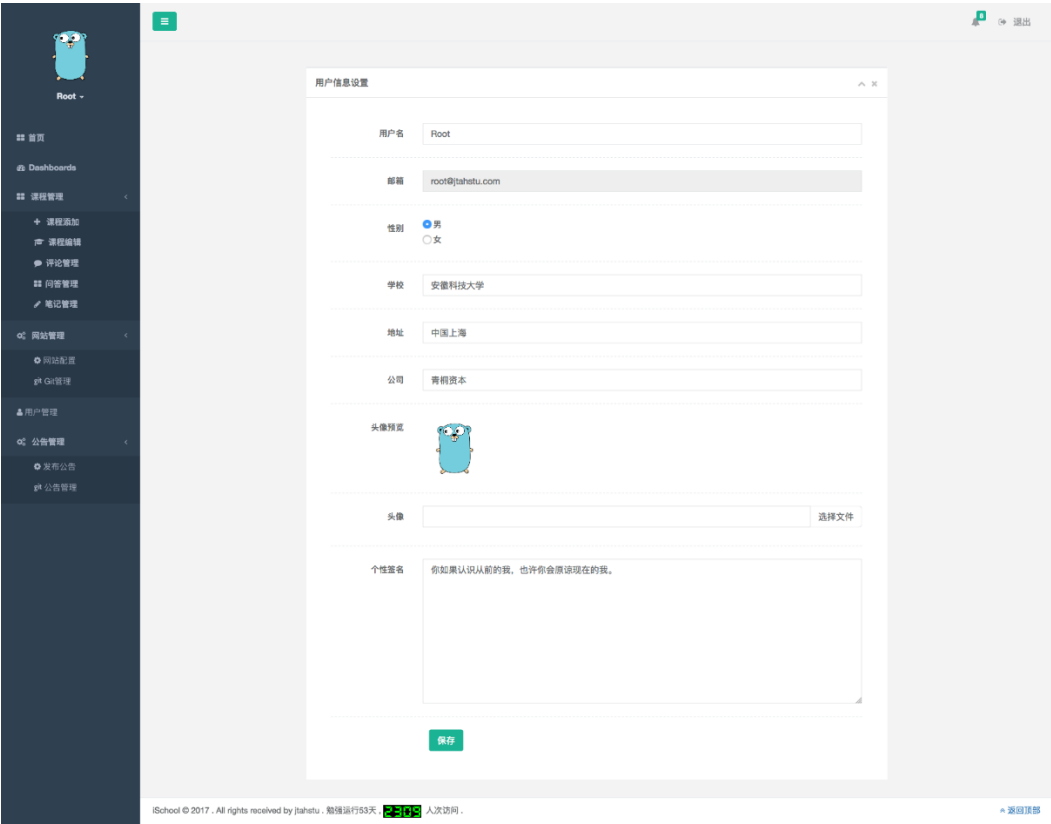 8
退出
Root
首页
Dashboards
课程管理
课程添加
课程编辑
评论管理
问答管理
笔记管理
网站管理
网站配置
git Git管理
用户管理
公告管理
发布公告
git 公告管理
用户信息设置
用户名 Root
邮箱 root@jtahstu.com
性别 男
女
学校 安徽科技大学
地址 中国上海
公司 青桐资本
头像预览
头像 选择文件
个性签名 你如果认识从前的我，也许你会原谅现在的我。
保存
iSchool © 2017 . All rights received by jtahstu . 勉强运行53天 , 2309 人次访问 .
返回顶部